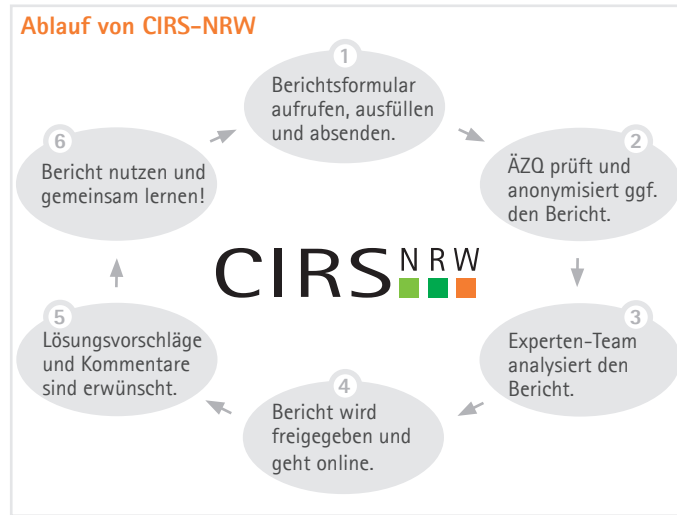 Ablauf von CIRS-NRW
1
Berichtsformular
aufrufen, ausfüllen
und absenden.
2
ÄZQ prüft und
anonymisiert ggf.
den Bericht.
3
Experten-Team
analysiert den
Bericht.
4
Bericht wird
freigegeben und
geht online.
5
Lösungsvorschläge
und Kommentare
sind erwünscht.
6
Bericht nutzen und
gemeinsam lernen!
CIRS NRW